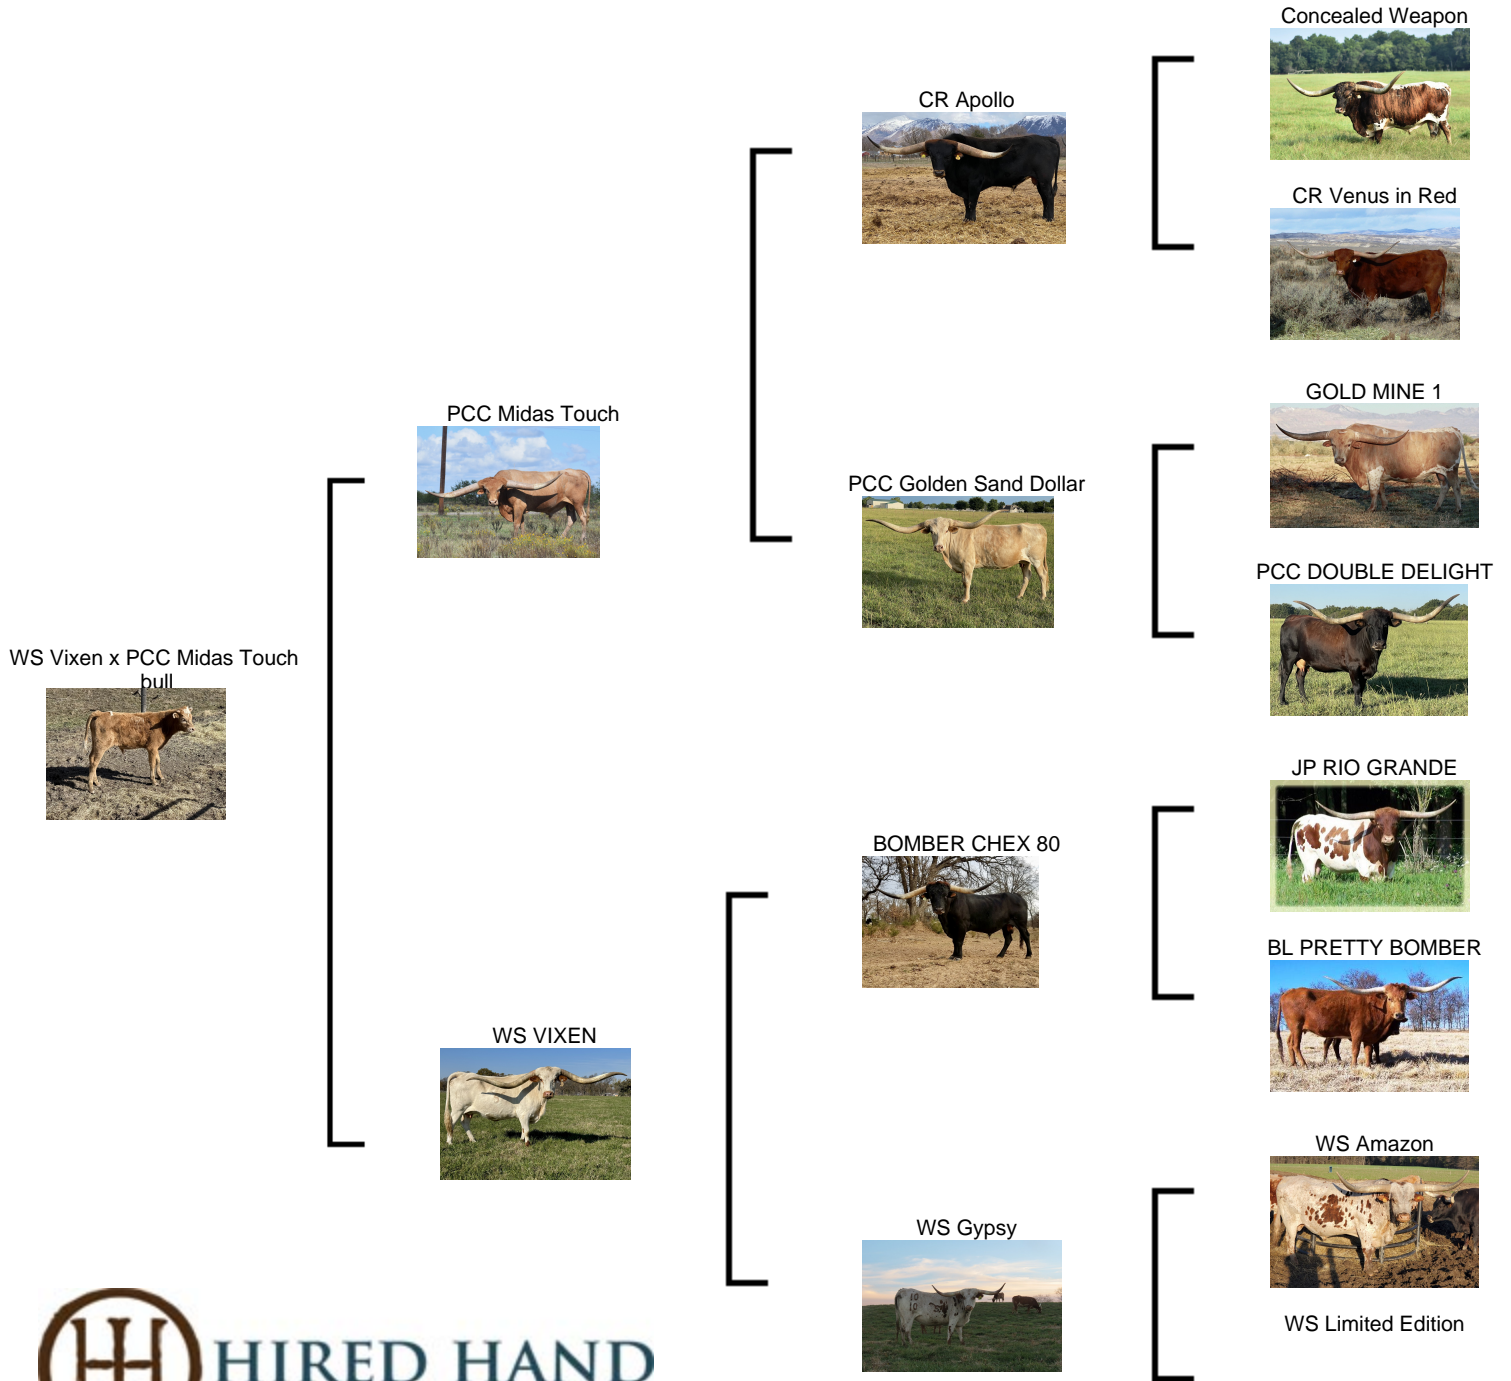 Concealed Weapon
CR Apollo
CR Venus in Red
GOLD MINE 1
PCC Midas Touch
PCC Golden Sand Dollar
PCC DOUBLE DELIGHT
WS Vixen x PCC Midas Touch
bull
JP RIO GRANDE
BOMBER CHEX 80
BL PRETTY BOMBER
WS VIXEN
WS Amazon
WS Gypsy
WS Limited Edition
HIRED HAND